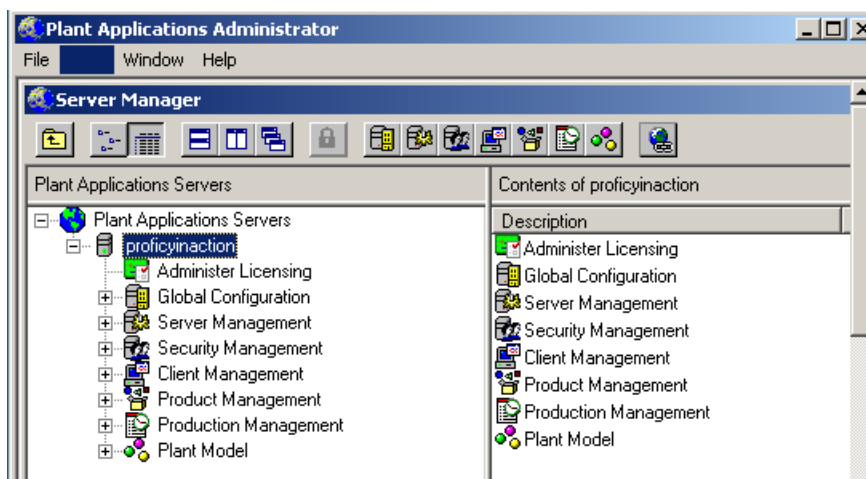 Plant Applications Administrator
File Window Help
Server Manager
Plant Applications Servers
Contents of proficyinaction
Plant Applications Servers
proficyinaction
Administer Licensing
Global Configuration
Server Management
Security Management
Client Management
Product Management
Production Management
Plant Model
Description
Administer Licensing
Global Configuration
Server Management
Security Management
Client Management
Product Management
Production Management
Plant Model